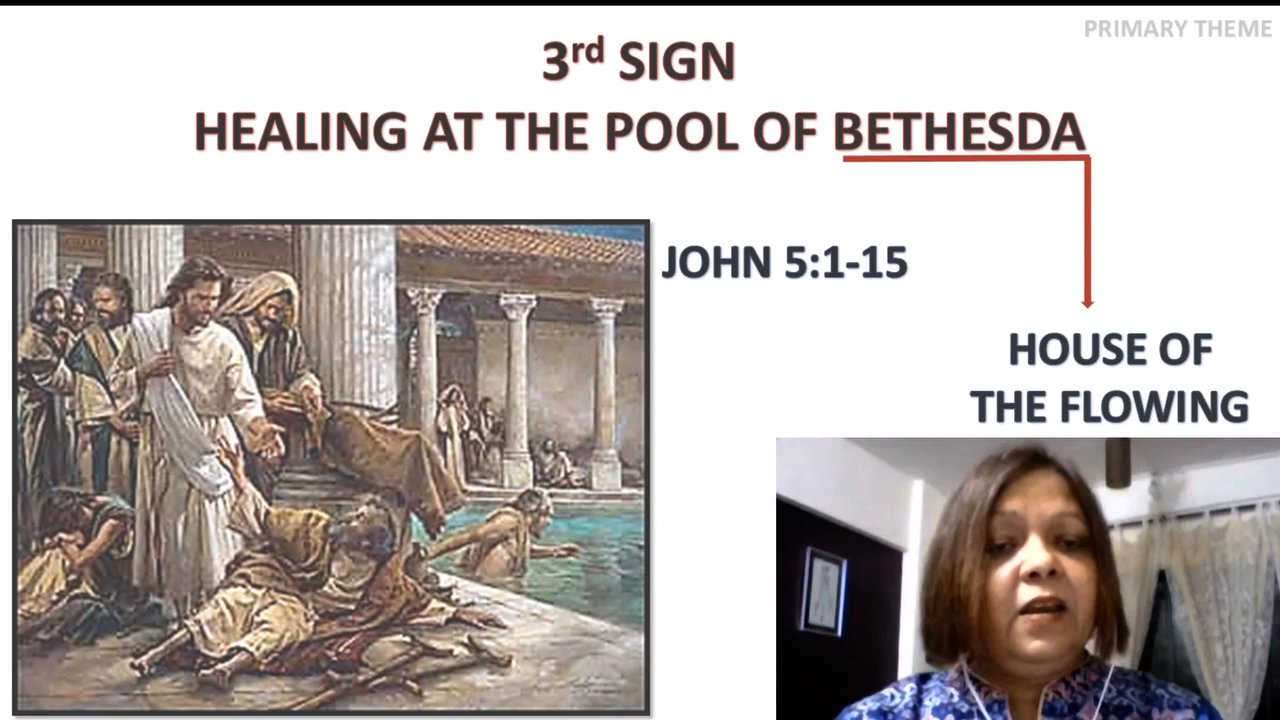 PRIMARY THEME
3rd SIGN
HEALING AT THE POOL OF BETHESDA
JOHN 5:1-15
HOUSE OF
THE FLOWING